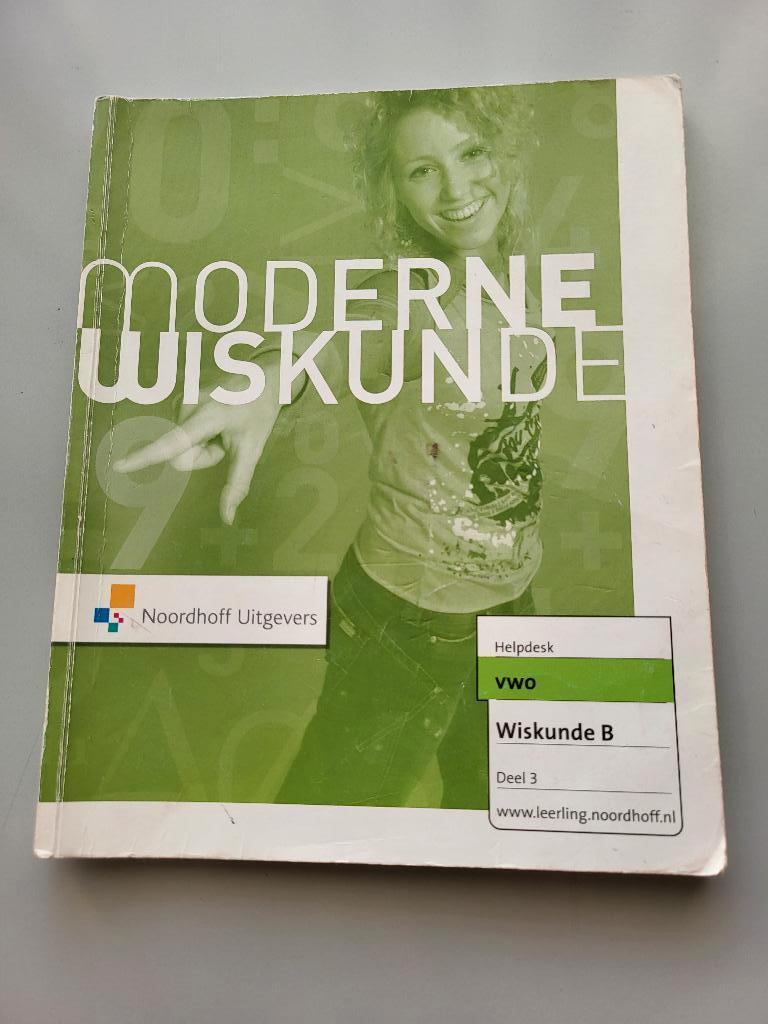 MODERNE
WISKUNDE
Noordhoff Uitgevers
Helpdesk
vwo
Wiskunde B
Deel 3
www.leerling.noordhoff.nl